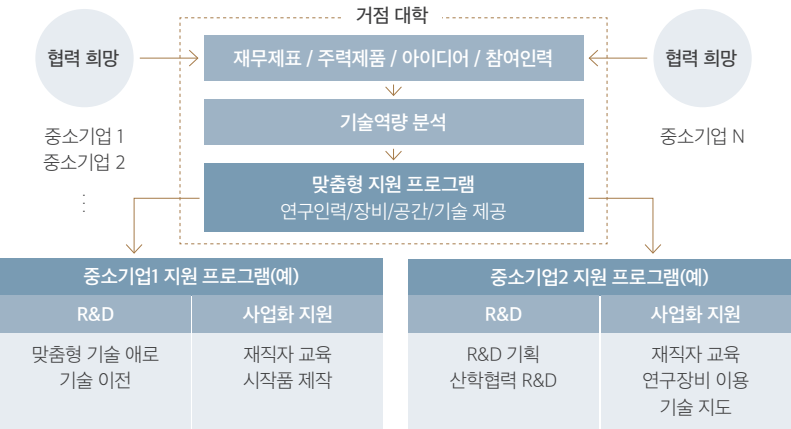 거점 대학
협력 희망
재무제표 / 주력제품 / 아이디어 / 참여인력
협력 희망
기술역량 분석
중소기업 1
중소기업 2
⋮
중소기업 N
맞춤형 지원 프로그램
연구인력/장비/공간/기술 제공
중소기업1 지원 프로그램(예)
R&D
사업화 지원
맞춤형 기술 애로
기술 이전
재직자 교육
시작품 제작
중소기업2 지원 프로그램(예)
R&D
사업화 지원
R&D 기획
산학협력 R&D
재직자 교육
연구장비 이용
기술 지도